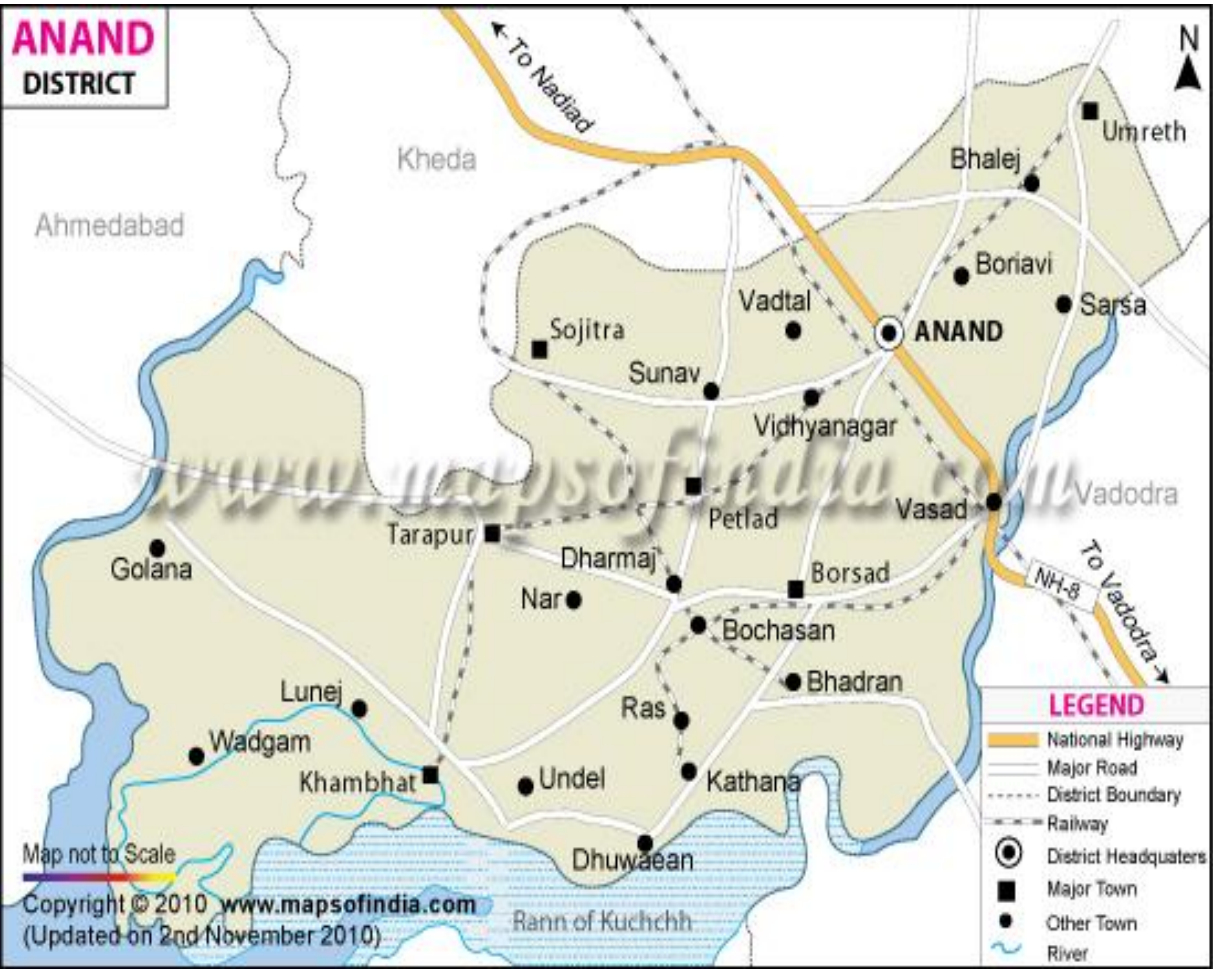 ANAND
DISTRICT
To Nadiad
N
Umreth
Kheda
Bhalej
Ahmedabad
Boriavi
Vadtal
Sarsa
Sojitra
ANAND
Sunav
Vidhyanagar
www.mapsofindia.com
Vadodra
Petlad
Vasad
Tarapur
Dharmaj
Golana
Borsad
To Vadodra
NH-8
Nar
Bochasan
Bhadran
Lunej
Ras
Wadgam
Khambhat
Undel
Kathana
Dhuwaean
Rann of Kuchchh
LEGEND
National Highway
Major Road
District Boundary
Railway
District Headquaters
Major Town
Other Town
River
Map not to Scale
Copyright © 2010 www.mapsofindia.com
(Updated on 2nd November 2010)